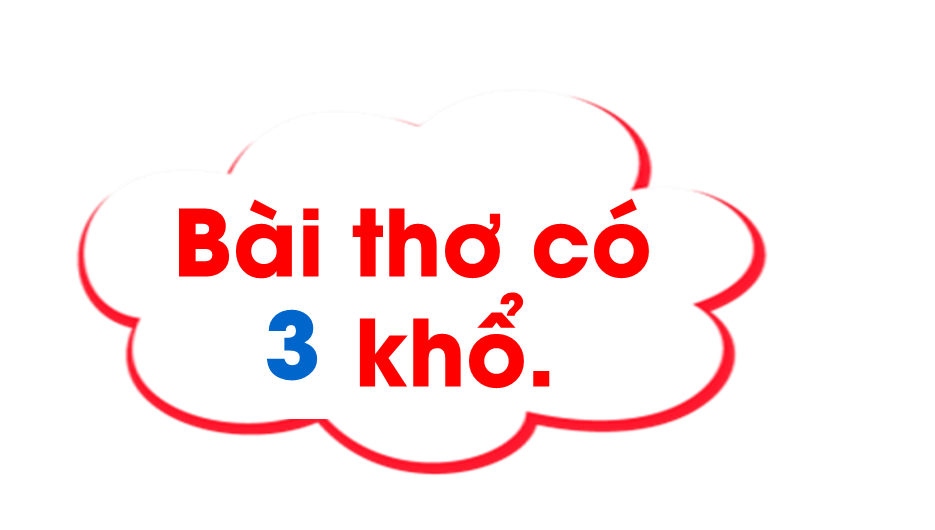 Bài thơ có
3 khổ.